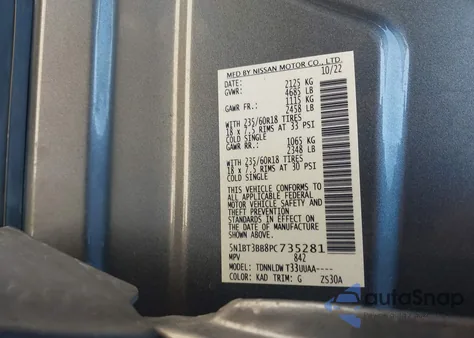 MFD BY NISSAN MOTOR CO., LTD.
DATE: 10/22
GVWR: 2125 KG
4685 LB
GAWR FR.: 1115 KG
2458 LB
WITH 235/60R18 TIRES
18 x 7.5 RIMS AT 33 PSI
COLD SINGLE
GAWR RR.: 1065 KG
2348 LB
WITH 235/60R18 TIRES
18 x 7.5 RIMS AT 30 PSI
COLD SINGLE
THIS VEHICLE CONFORMS TO
ALL APPLICABLE FEDERAL
MOTOR VEHICLE SAFETY AND
THEFT PREVENTION
STANDARDS IN EFFECT ON
THE DATE OF MANUFACTURE
SHOWN ABOVE.
5N1BT3BB8PC735281
MPV 842
MODEL: TDNNLDWT33UUAA----
COLOR: KAD TRIM: G ZS30A
autoSnap